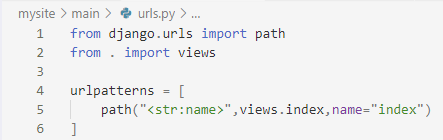 mysite > main > urls.py > ...
1 from django.urls import path
2 from . import views
3
4 urlpatterns = [
5 path("<str:name>",views.index,name="index")
6 ]